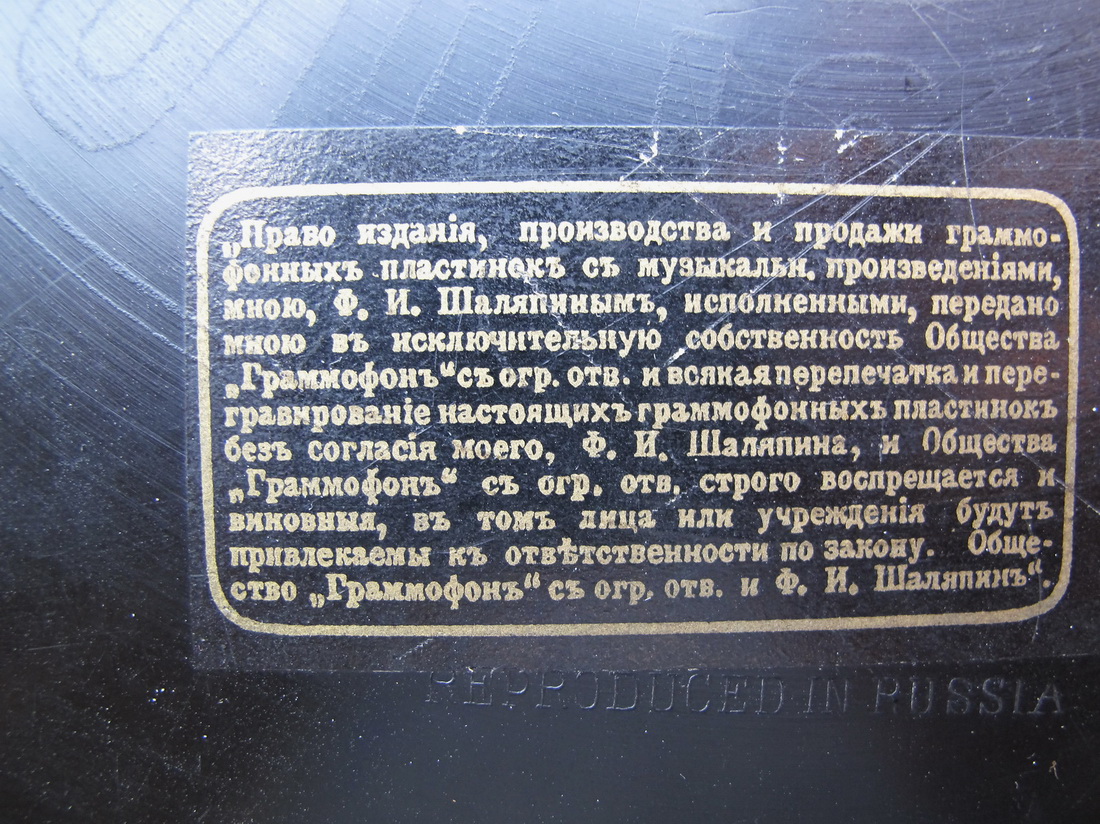 „Право изданія, производства и продажи граммо-
фонныхъ пластинокъ съ музыкальн. произведеніями,
мною, Ф. И. Шаляпинымъ, исполненными, передано
мною въ исключительную собственность Общества
„Граммофонъ“ съ огр. отв. и всякая перепечатка и пере-
гравированіе настоящихъ граммофонныхъ пластинокъ
безъ согласія моего, Ф. И. Шаляпина, и Общества
„Граммофонъ“ съ огр. отв. строго воспрещается и
виновныя, въ томъ лица или учрежденія будутъ
привлекаемы къ отвѣтственности по закону. Обще-
ство „Граммофонъ“ съ огр. отв. и Ф. И. Шаляпинъ“.
REPRODUCED IN RUSSIA